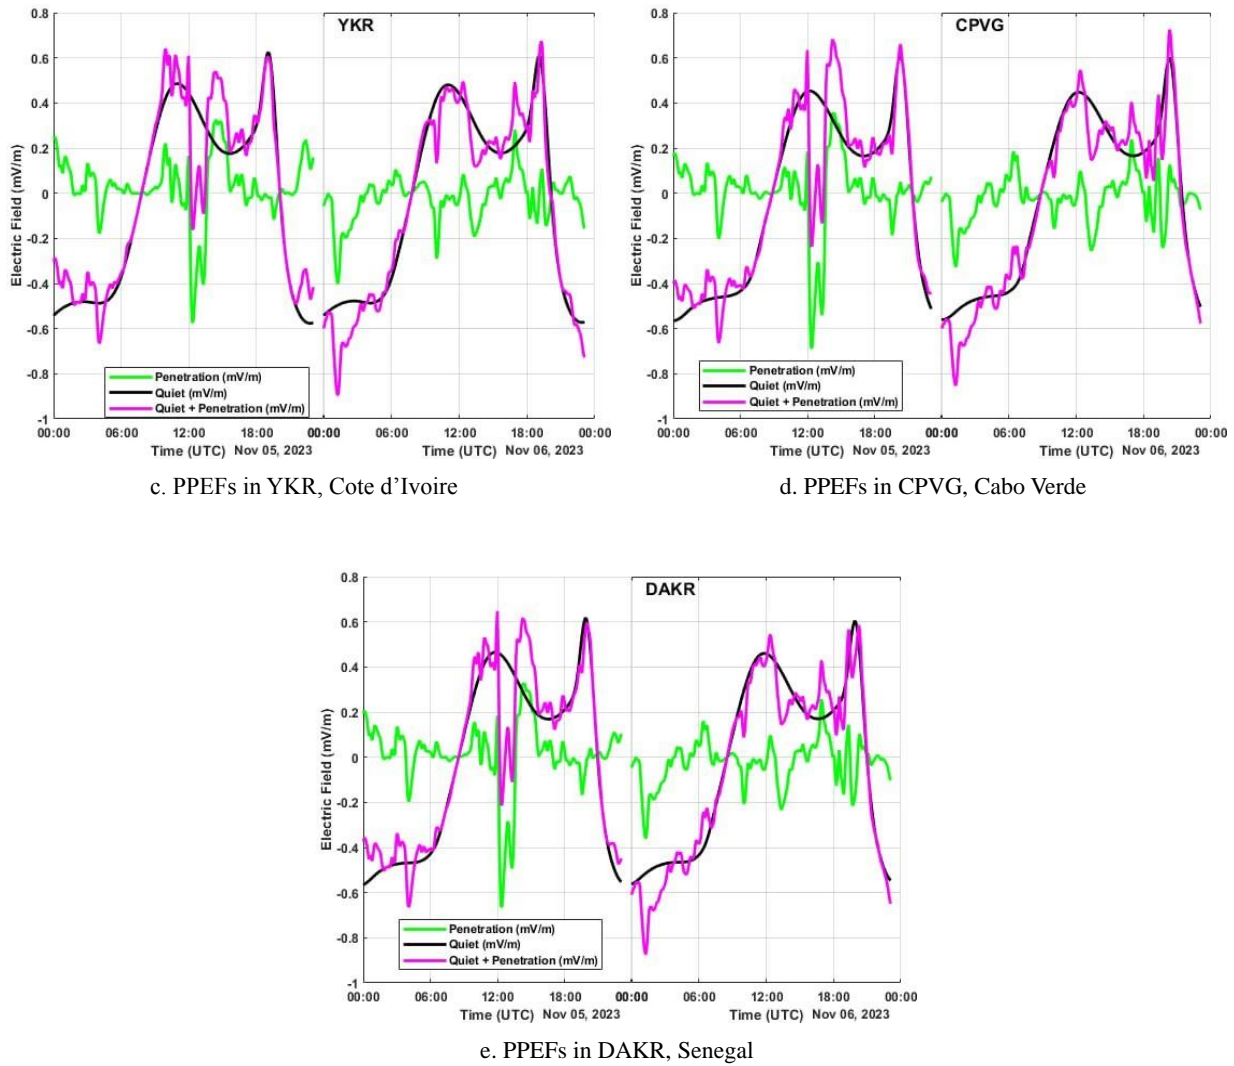 YKR
0.8
0.6
0.4
0.2
0
-0.2
-0.4
-0.6
-0.8
-1
Electric Field (mV/m)
Penetration (mV/m)
Quiet (mV/m)
Quiet + Penetration (mV/m)
00:00 06:00 12:00 18:00 00:00 06:00 12:00 18:00 00:00
Time (UTC) Nov 05, 2023 Time (UTC) Nov 06, 2023
c. PPEFs in YKR, Cote d'Ivoire
CPVG
0.8
0.6
0.4
0.2
0
-0.2
-0.4
-0.6
-0.8
-1
Electric Field (mV/m)
Penetration (mV/m)
Quiet (mV/m)
Quiet + Penetration (mV/m)
00:00 06:00 12:00 18:00 00:00 06:00 12:00 18:00 00:00
Time (UTC) Nov 05, 2023 Time (UTC) Nov 06, 2023
d. PPEFs in CPVG, Cabo Verde
DAKR
0.8
0.6
0.4
0.2
0
-0.2
-0.4
-0.6
-0.8
-1
Electric Field (mV/m)
Penetration (mV/m)
Quiet (mV/m)
Quiet + Penetration (mV/m)
00:00 06:00 12:00 18:00 00:00 06:00 12:00 18:00 00:00
Time (UTC) Nov 05, 2023 Time (UTC) Nov 06, 2023
e. PPEFs in DAKR, Senegal